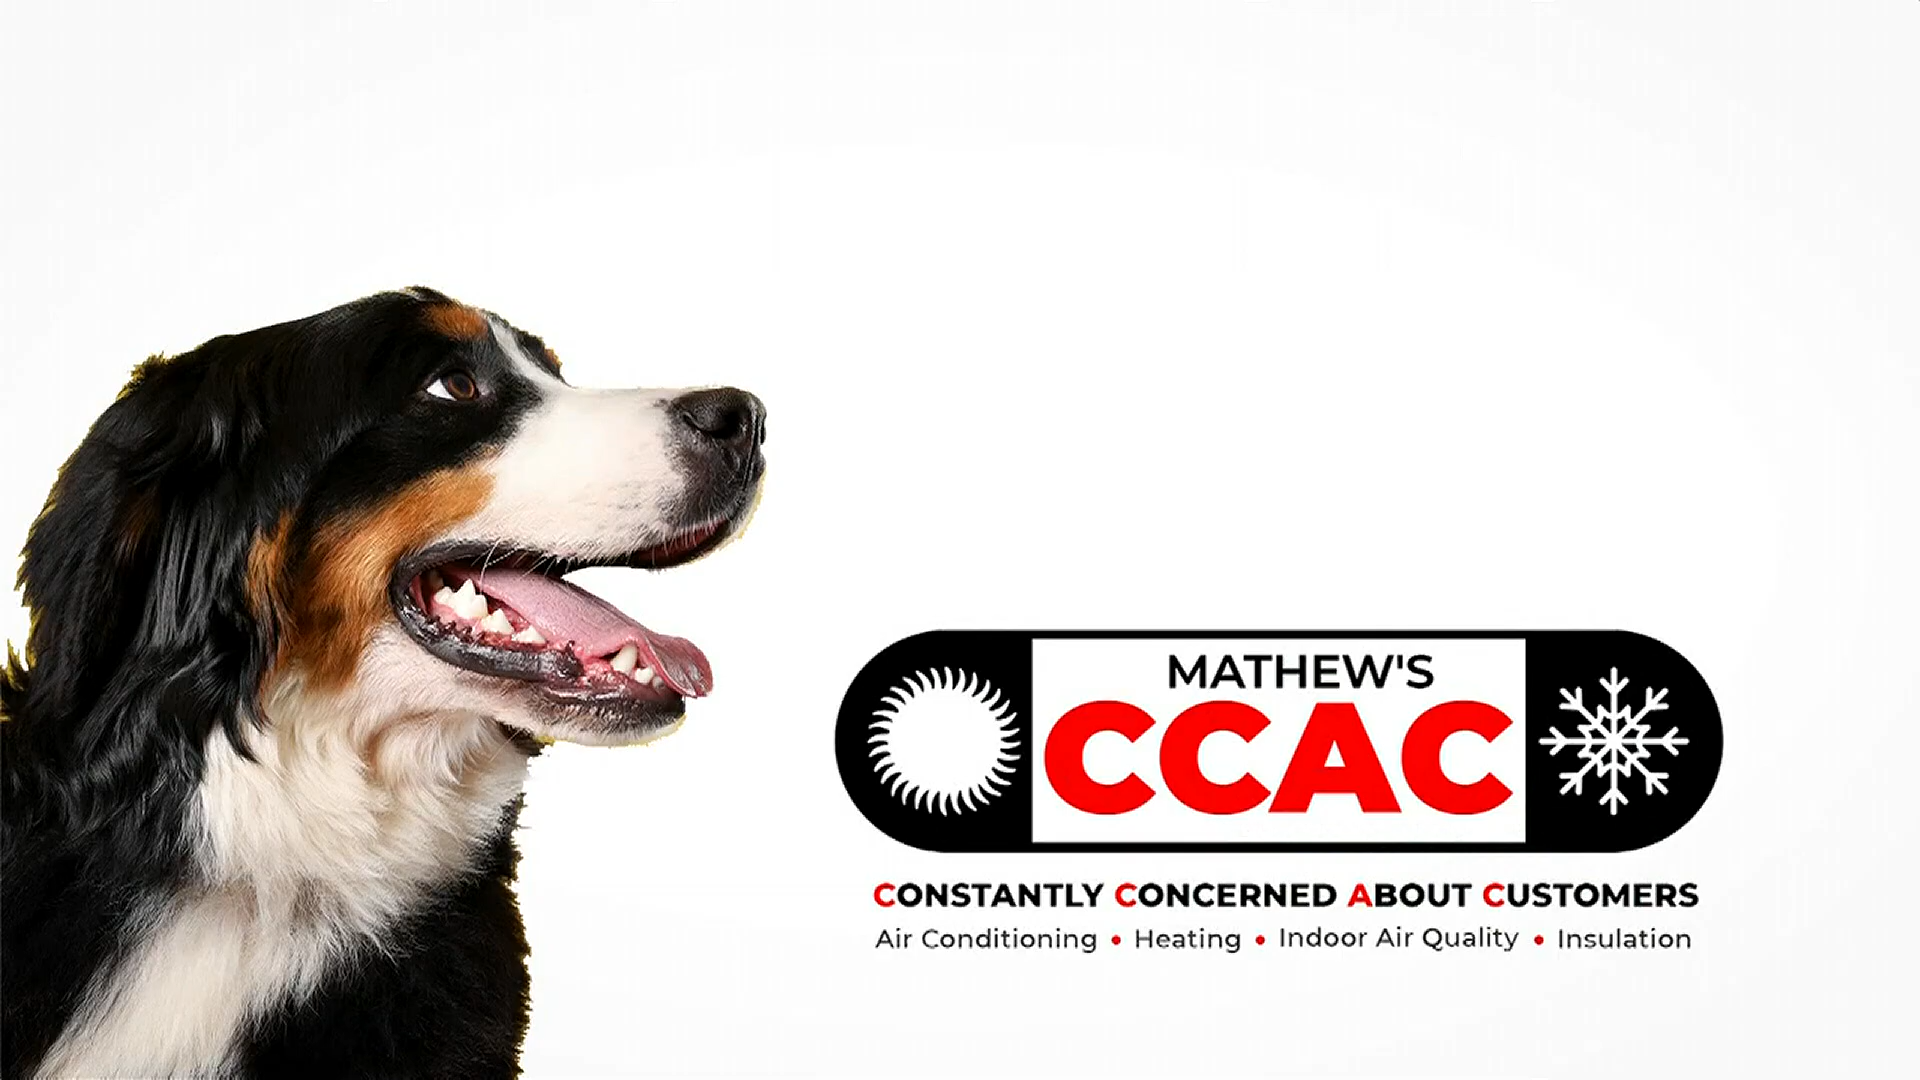 MATHEW'S
CCAC
CONSTANTLY CONCERNED ABOUT CUSTOMERS
Air Conditioning • Heating • Indoor Air Quality • Insulation